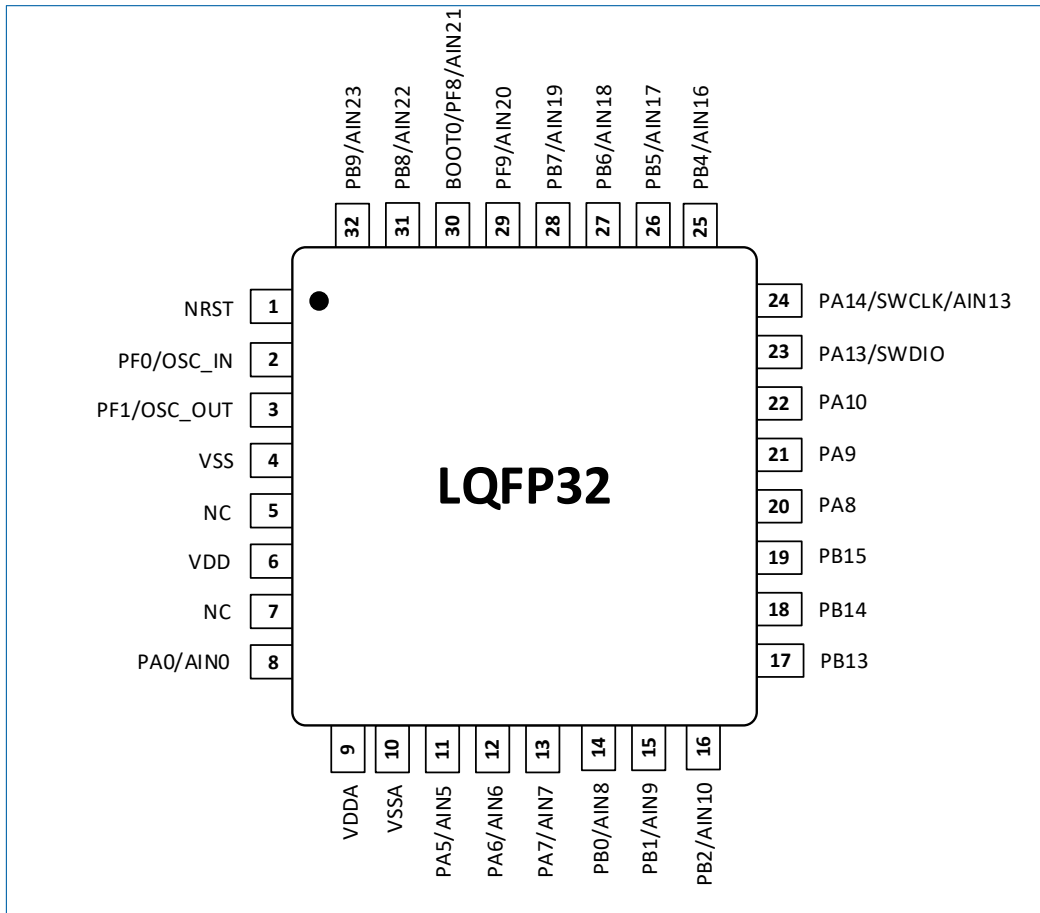 PB9/AIN23
PB8/AIN22
BOOT0/PF8/AIN21
PF9/AIN20
PB7/AIN19
PB6/AIN18
PB5/AIN17
PB4/AIN16
32
31
30
29
28
27
26
25
NRST 1
PF0/OSC_IN 2
PF1/OSC_OUT 3
VSS 4
NC 5
VDD 6
NC 7
PA0/AIN0 8
LQFP32
24 PA14/SWCLK/AIN13
23 PA13/SWDIO
22 PA10
21 PA9
20 PA8
19 PB15
18 PB14
17 PB13
9
10
11
12
13
14
15
16
VDDA
VSSA
PA5/AIN5
PA6/AIN6
PA7/AIN7
PB0/AIN8
PB1/AIN9
PB2/AIN10